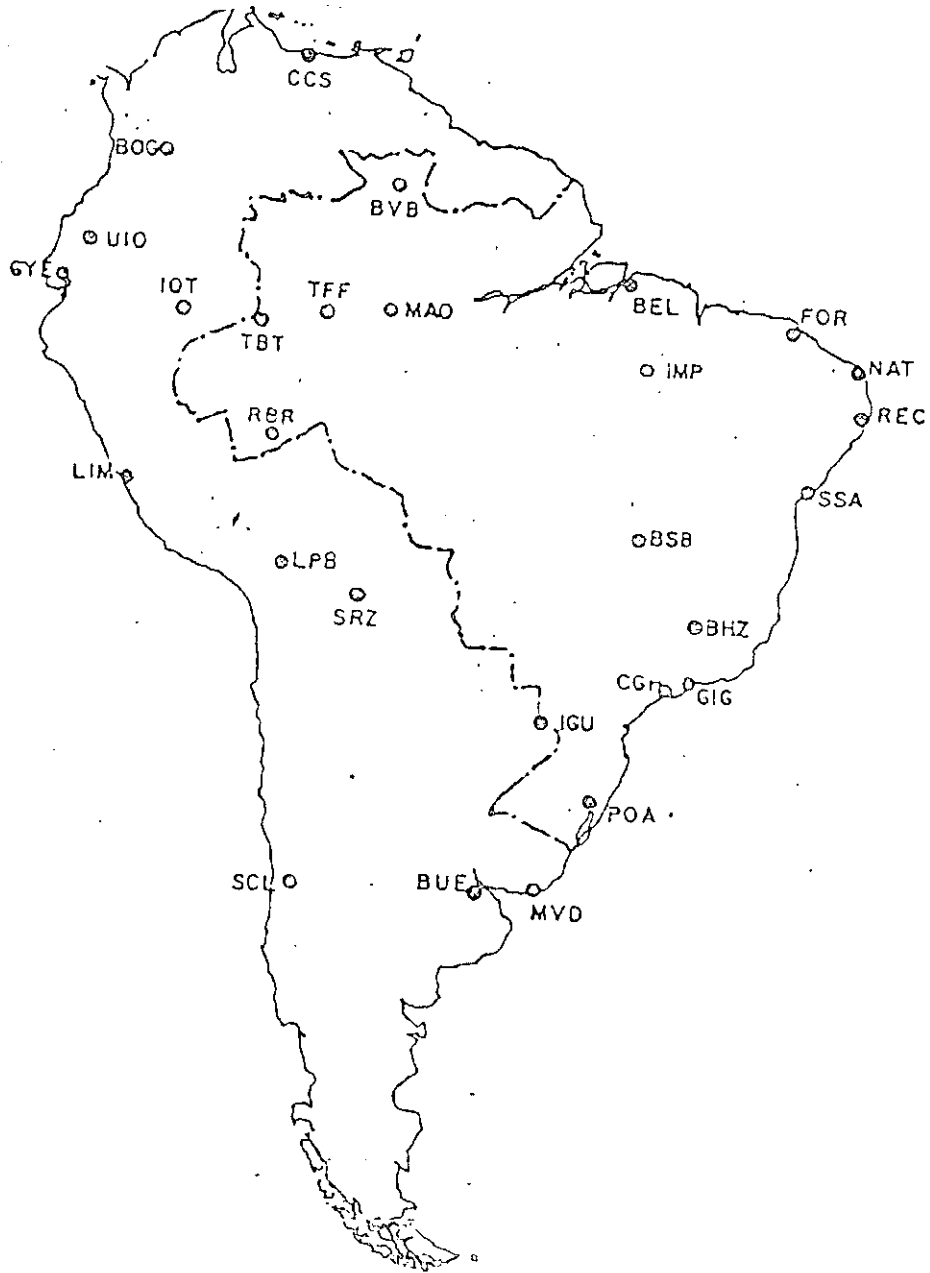 CCS
BOG
BVB
UIO
GYE
IQT
TFF
MAO
BEL
TBT
FOR
IMP
NAT
RBR
REC
LIM
SSA
BSB
LPB
SRZ
BHZ
CGH
GIG
IGU
POA
SCL
BUE
MVD